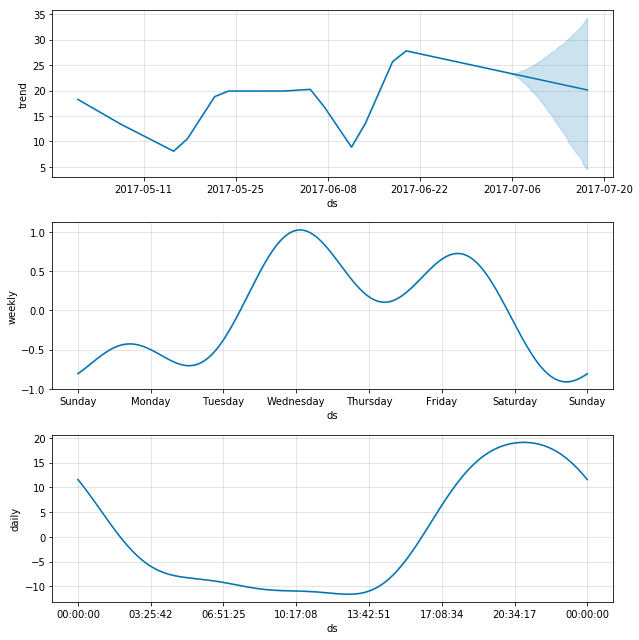 35
30
25
20
15
10
5
trend
2017-05-11 2017-05-25 2017-06-08 2017-06-22 2017-07-06 2017-07-20
ds
1.0
0.5
0.0
−0.5
−1.0
weekly
Sunday Monday Tuesday Wednesday Thursday Friday Saturday Sunday
ds
20
15
10
5
0
−5
−10
daily
00:00:00 03:25:42 06:51:25 10:17:08 13:42:51 17:08:34 20:34:17 00:00:00
ds